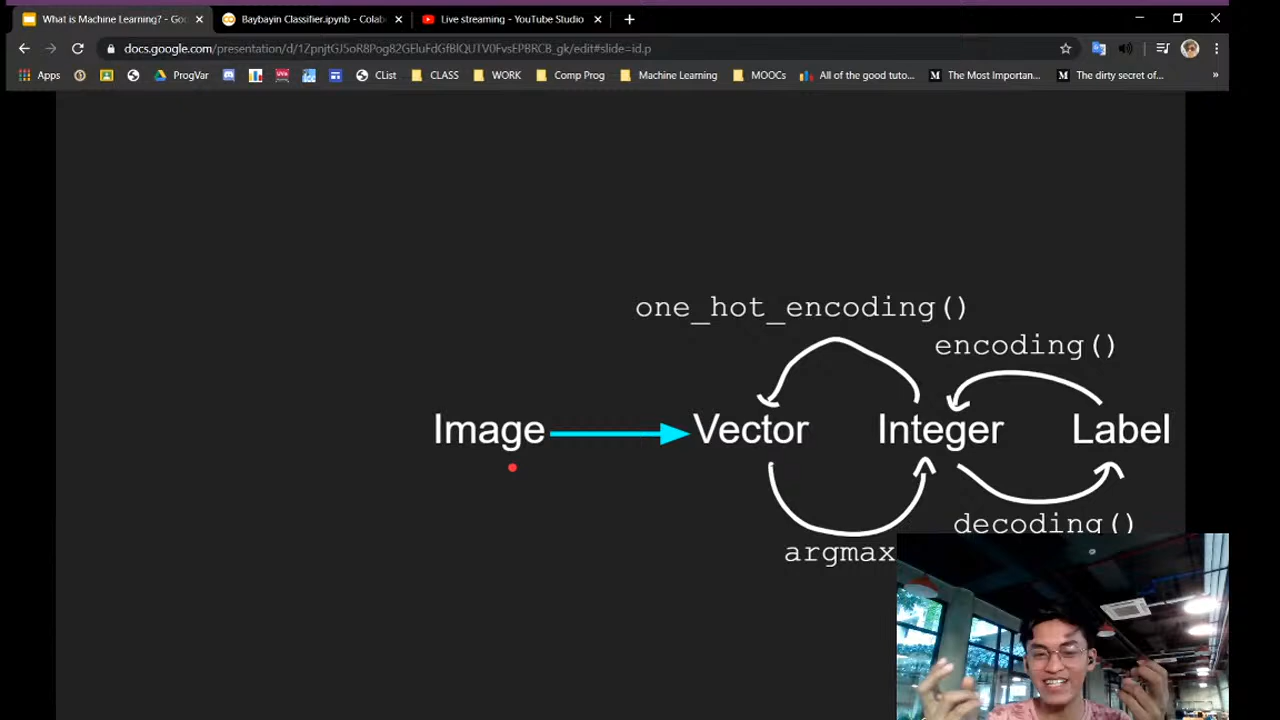 What is Machine Learning? - Goo
Baybayin Classifier.ipynb - Colab
Live streaming - YouTube Studio
docs.google.com/presentation/d/1ZpnjtGJ5oR8Pog82GEluFdGfBlQUTV0FvsEPBRCB_gk/edit#slide=id.p
Apps
ProgVar
CList
CLASS
WORK
Comp Prog
Machine Learning
MOOCs
All of the good tuto...
The Most Importan...
The dirty secret of...
one_hot_encoding()
encoding()
Image
Vector
Integer
Label
decoding()
argmax